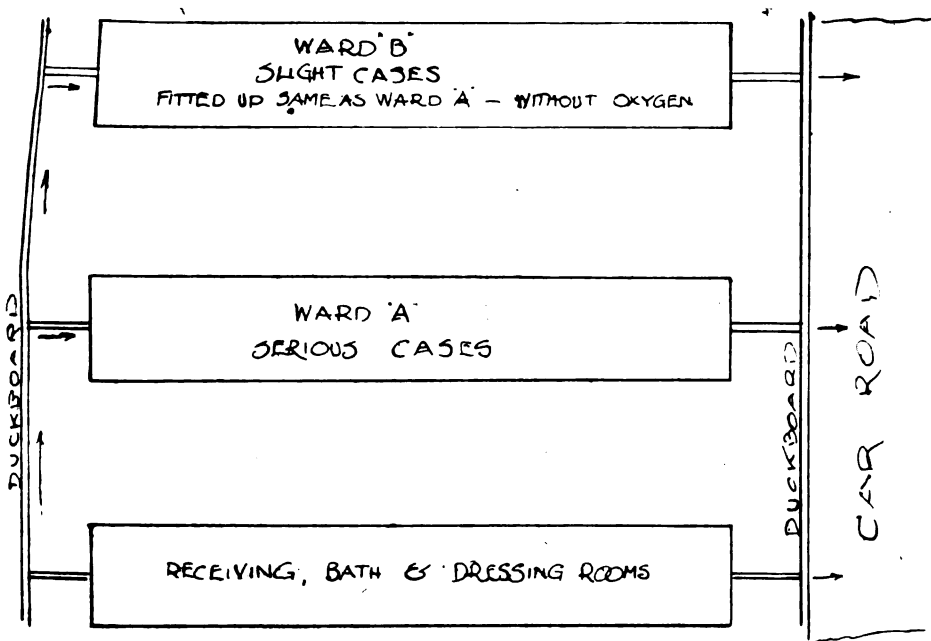 WARD "B"
SLIGHT CASES
FITTED UP SAME AS WARD "A" - WITHOUT OXYGEN
WARD "A"
SERIOUS CASES
RECEIVING, BATH & DRESSING ROOMS
DUCKBOARD
DUCKBOARD
CAR ROAD